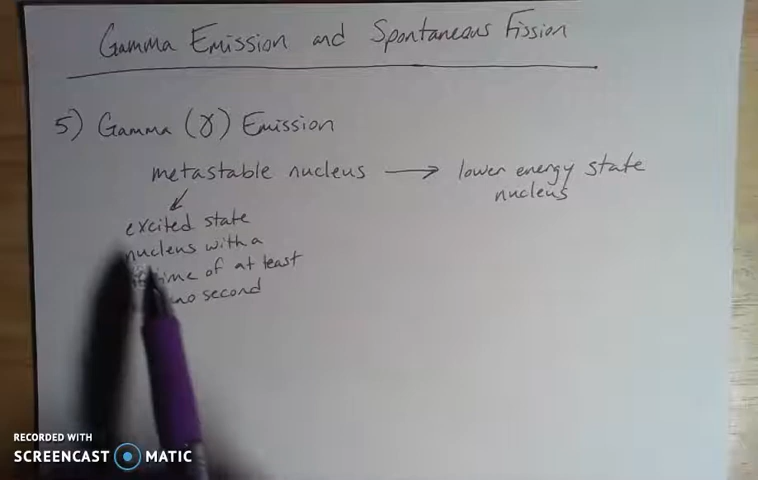 Gamma Emission and Spontaneous Fission
5) Gamma (γ) Emission
metastable nucleus → lower energy state
nucleus
excited state
nucleus with a
time of at least
no second
RECORDED WITH
SCREENCAST MATIC